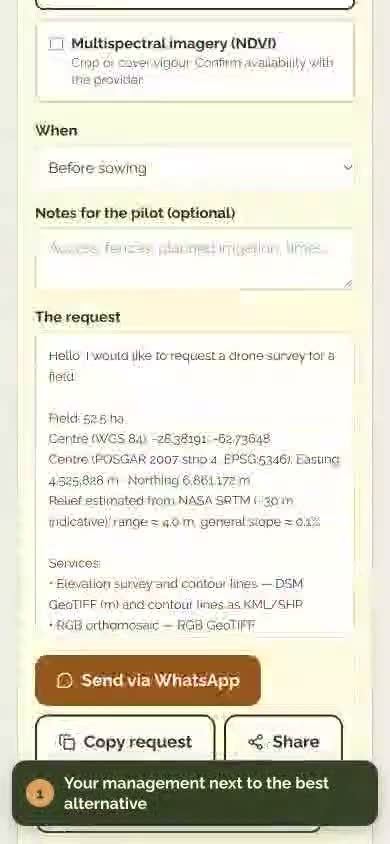 Multispectral imagery (NDVI)
Crop or cover vigour. Confirm availability with
the provider.
When
Before sowing
Notes for the pilot (optional)
Access, fences, planned irrigation, times...
The request
Hello. I would like to request a drone survey for a
field.
Field: 52.5 ha
Centre (WGS 84): -28.38191, -62.73648
Centre (POSGAR 2007 strip 4, EPSG:5346): Easting
4,525,828 m · Northing 6,861,172 m
Relief estimated from NASA SRTM (~30 m,
indicative): range ≈ 4.0 m, general slope ≈ 0.1%
Services:
• Elevation survey and contour lines — DSM
GeoTIFF (m) and contour lines as KML/SHP
• RGB orthomosaic — RGB GeoTIFF
Send via WhatsApp
Copy request
Share
1
Your management next to the best
alternative